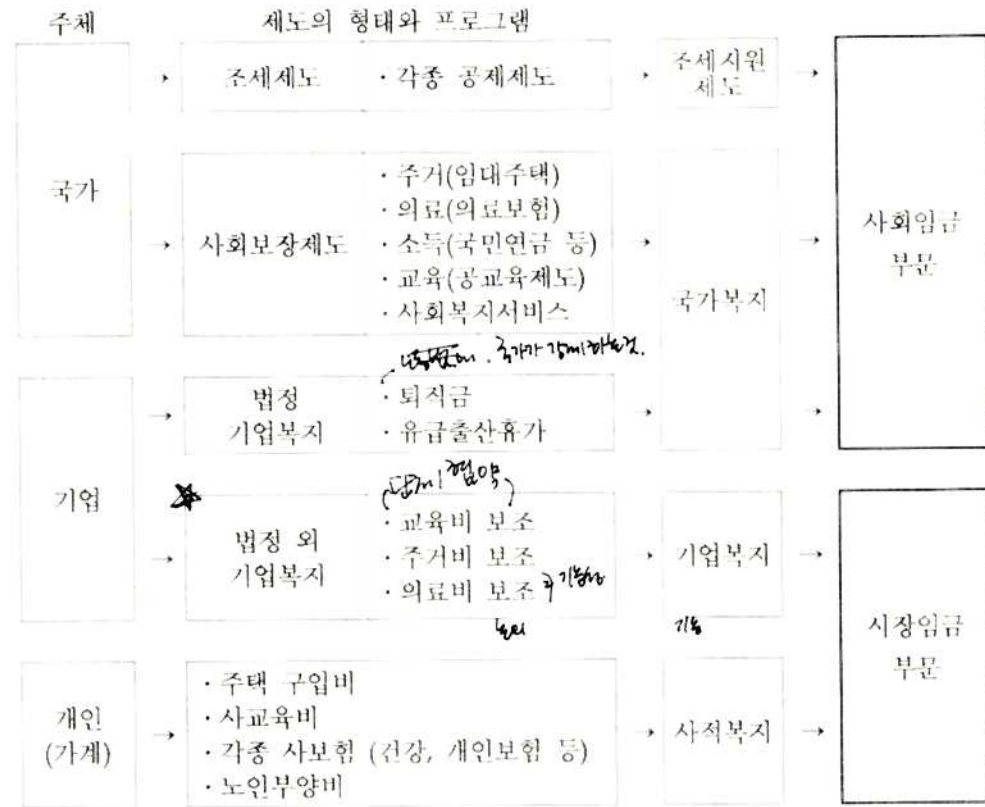 주체 제도의 형태와 프로그램
조세제도 · 각종 공제제도
조세지원
제도
국가
사회보장제도
· 주거(임대주택)
· 의료(의료보험)
· 소득(국민연금 등)
· 교육(공교육제도)
· 사회복지서비스
국가복지
사회임금
부문
국가가 강제하는것.
기업
법정
기업복지
· 퇴직금
· 유급출산휴가
단체협약
법정 외
기업복지
· 교육비 보조
· 주거비 보조
· 의료비 보조
기업복지
기능
시장임금
부문
개인
(가계)
· 주택 구입비
· 사교육비
· 각종 사보험 (건강, 개인보험 등)
· 노인부양비
사적복지